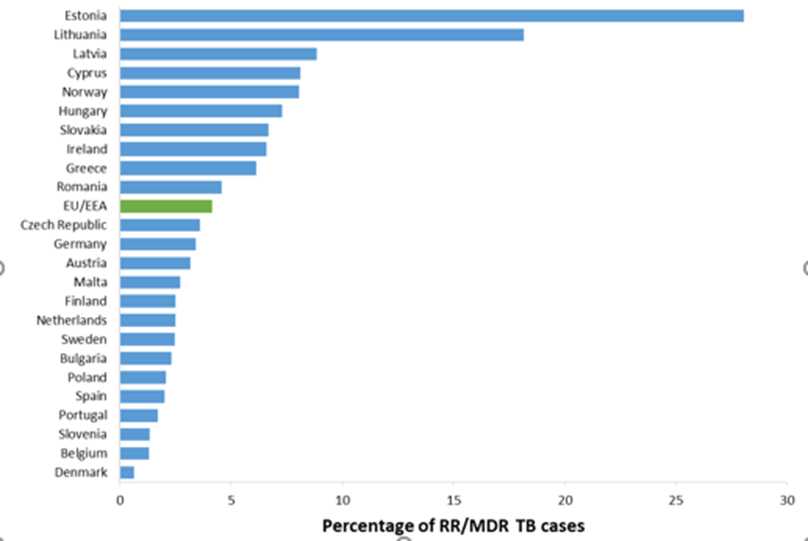 Estonia
Lithuania
Latvia
Cyprus
Norway
Hungary
Slovakia
Ireland
Greece
Romania
EU/EEA
Czech Republic
Germany
Austria
Malta
Finland
Netherlands
Sweden
Bulgaria
Poland
Spain
Portugal
Slovenia
Belgium
Denmark
0 5 10 15 20 25 30
Percentage of RR/MDR TB cases